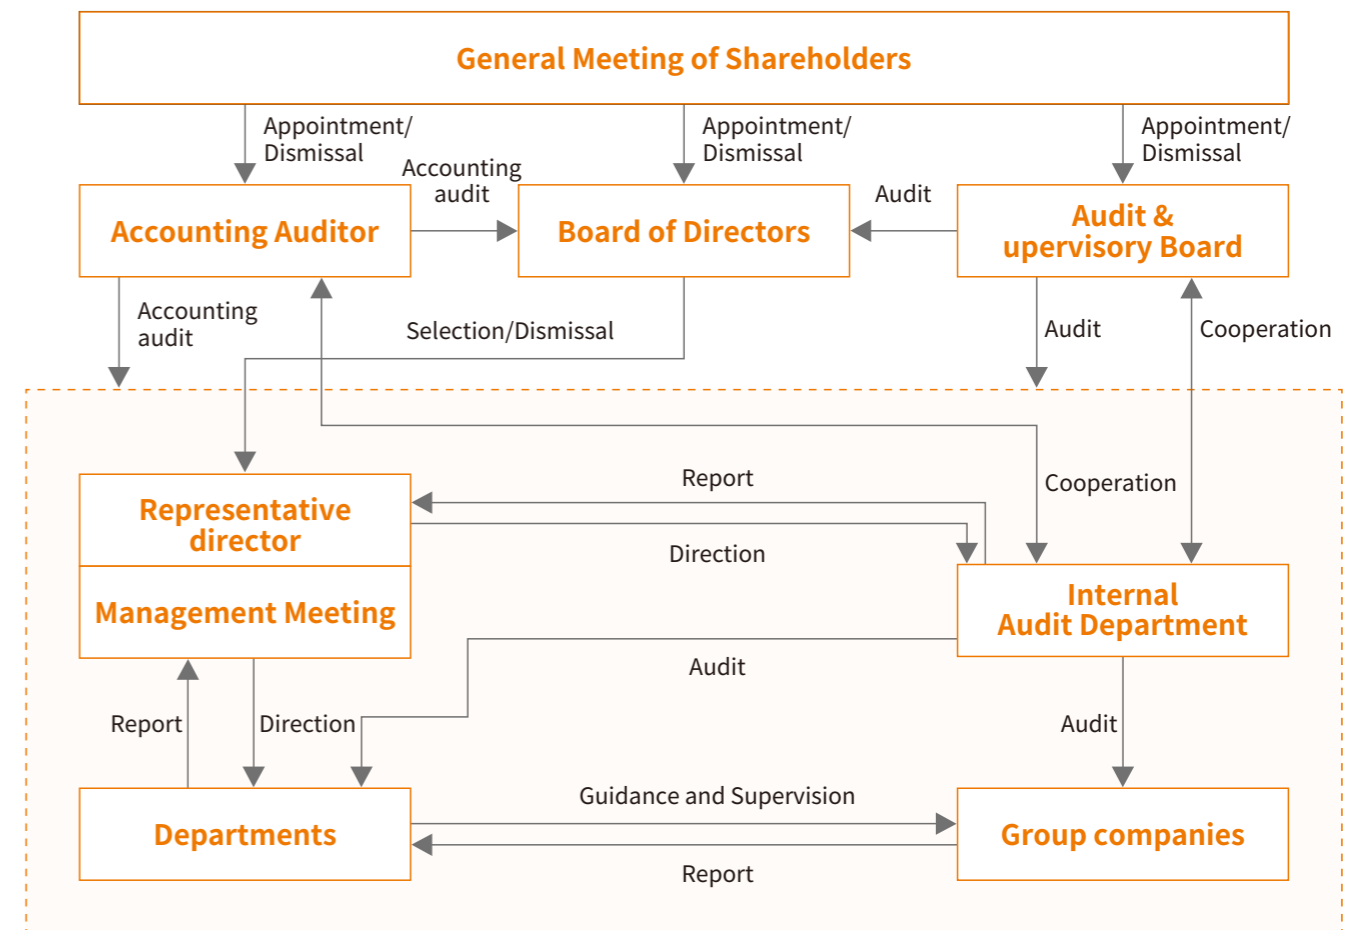 General Meeting of Shareholders
Appointment/
Dismissal
Appointment/
Dismissal
Appointment/
Dismissal
Accounting
audit
Audit
Accounting Auditor
Board of Directors
Audit &
upervisory Board
Accounting
audit
Selection/Dismissal
Audit
Cooperation
Report
Cooperation
Representative
director
Direction
Management Meeting
Internal
Audit Department
Audit
Report
Direction
Audit
Guidance and Supervision
Departments
Group companies
Report